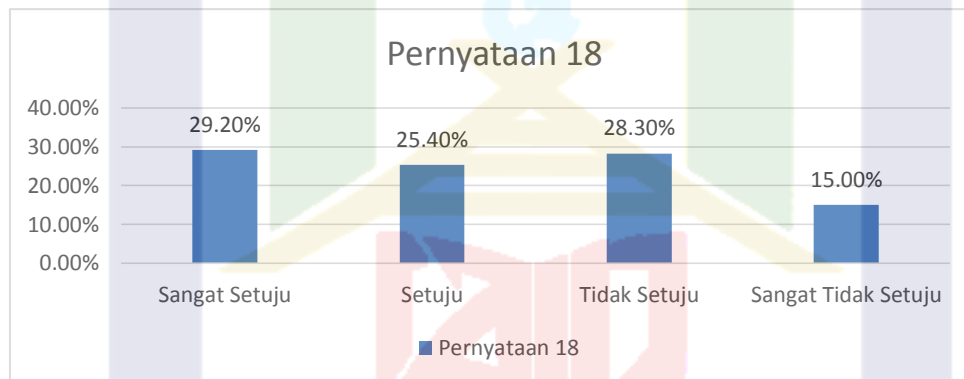 Pernyataan 18
40.00%
30.00%
20.00%
10.00%
0.00%
29.20%
25.40%
28.30%
15.00%
Sangat Setuju
Setuju
Tidak Setuju
Sangat Tidak Setuju
Pernyataan 18